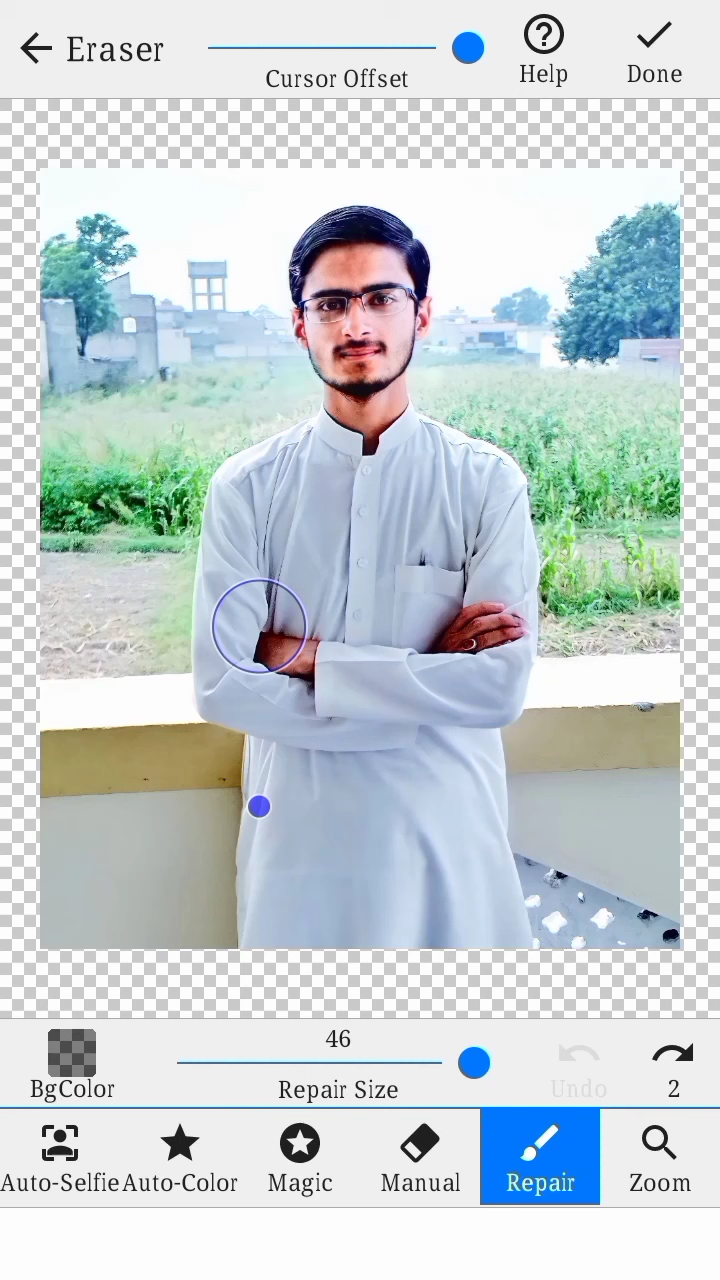 Eraser
Cursor Offset
Help
Done
46
BgColor
Repair Size
Undo
2
Auto-Selfie
Auto-Color
Magic
Manual
Repair
Zoom